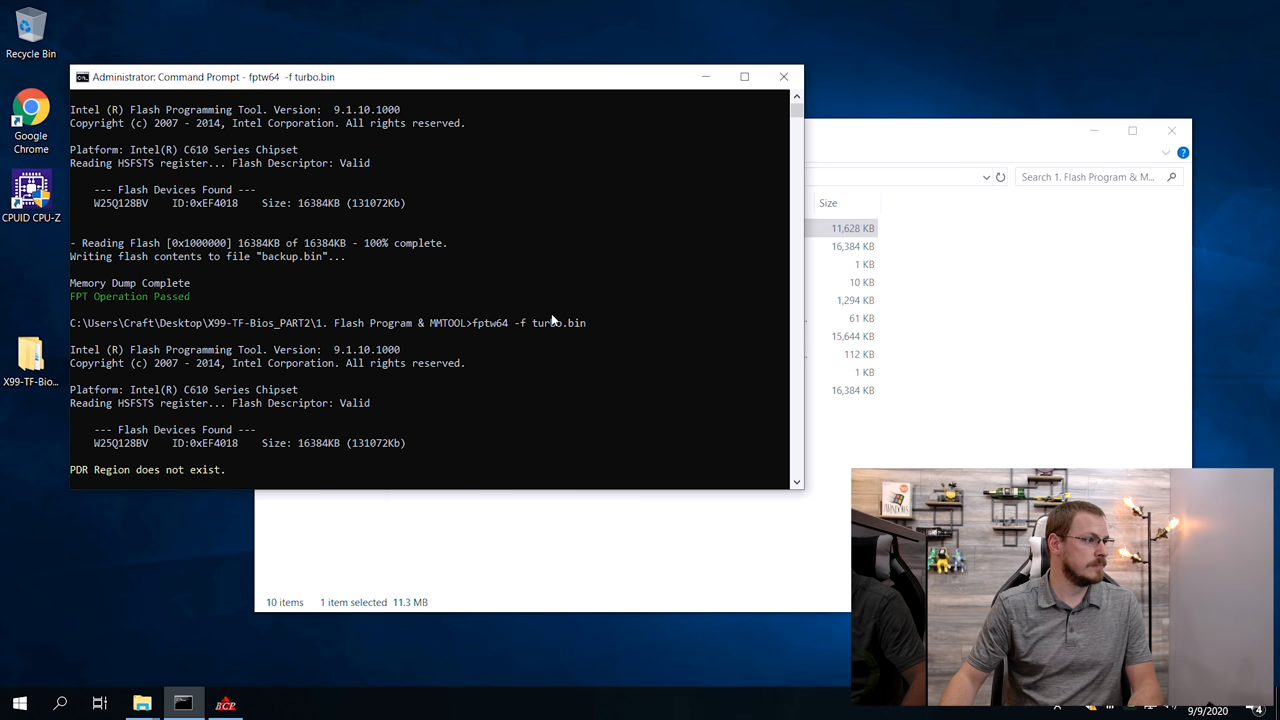 Recycle Bin
Google
Chrome
CPUID CPU-Z
X99-TF-Bio...
Administrator: Command Prompt - fptw64 -f turbo.bin
Intel (R) Flash Programming Tool. Version:  9.1.10.1000
Copyright (c) 2007 - 2014, Intel Corporation. All rights reserved.
Platform: Intel(R) C610 Series Chipset
Reading HSFSTS register... Flash Descriptor: Valid
--- Flash Devices Found ---
W25Q128BV    ID:0xEF4018    Size: 16384KB (131072Kb)
- Reading Flash [0x1000000] 16384KB of 16384KB - 100% complete.
Writing flash contents to file "backup.bin"...
Memory Dump Complete
FPT Operation Passed
C:\Users\Craft\Desktop\X99-TF-Bios_PART2\1. Flash Program & MMTOOL>fptw64 -f turbo.bin
Intel (R) Flash Programming Tool. Version:  9.1.10.1000
Copyright (c) 2007 - 2014, Intel Corporation. All rights reserved.
Platform: Intel(R) C610 Series Chipset
Reading HSFSTS register... Flash Descriptor: Valid
--- Flash Devices Found ---
W25Q128BV    ID:0xEF4018    Size: 16384KB (131072Kb)
PDR Region does not exist.
Search 1. Flash Program & M...
Size
11,628 KB
16,384 KB
1 KB
10 KB
1,294 KB
61 KB
15,644 KB
112 KB
1 KB
16,384 KB
10 items
1 item selected
11.3 MB
WINDOWS
RCP
9/9/2020
4